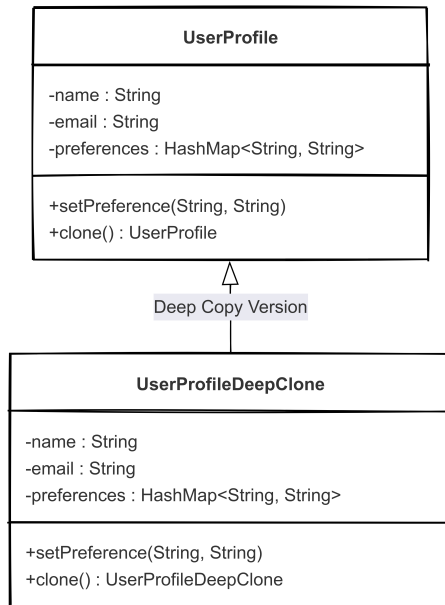 UserProfile
-name : String
-email : String
-preferences : HashMap<String, String>
+setPreference(String, String)
+clone() : UserProfile
Deep Copy Version
UserProfileDeepClone
-name : String
-email : String
-preferences : HashMap<String, String>
+setPreference(String, String)
+clone() : UserProfileDeepClone